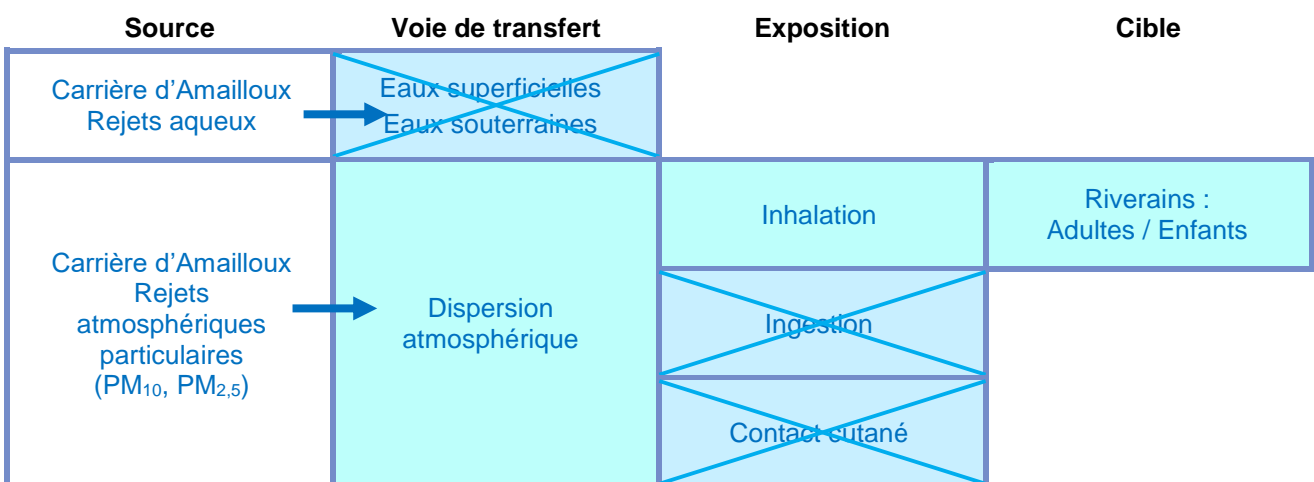 Source Voie de transfert Exposition Cible
Carrière d’Amailloux
Rejets aqueux
Eaux superficielles
Eaux souterraines
Carrière d’Amailloux
Rejets
atmosphériques
particulaires
(PM10, PM2,5)
Dispersion
atmosphérique
Inhalation
Riverains :
Adultes / Enfants
Ingestion
Contact cutané